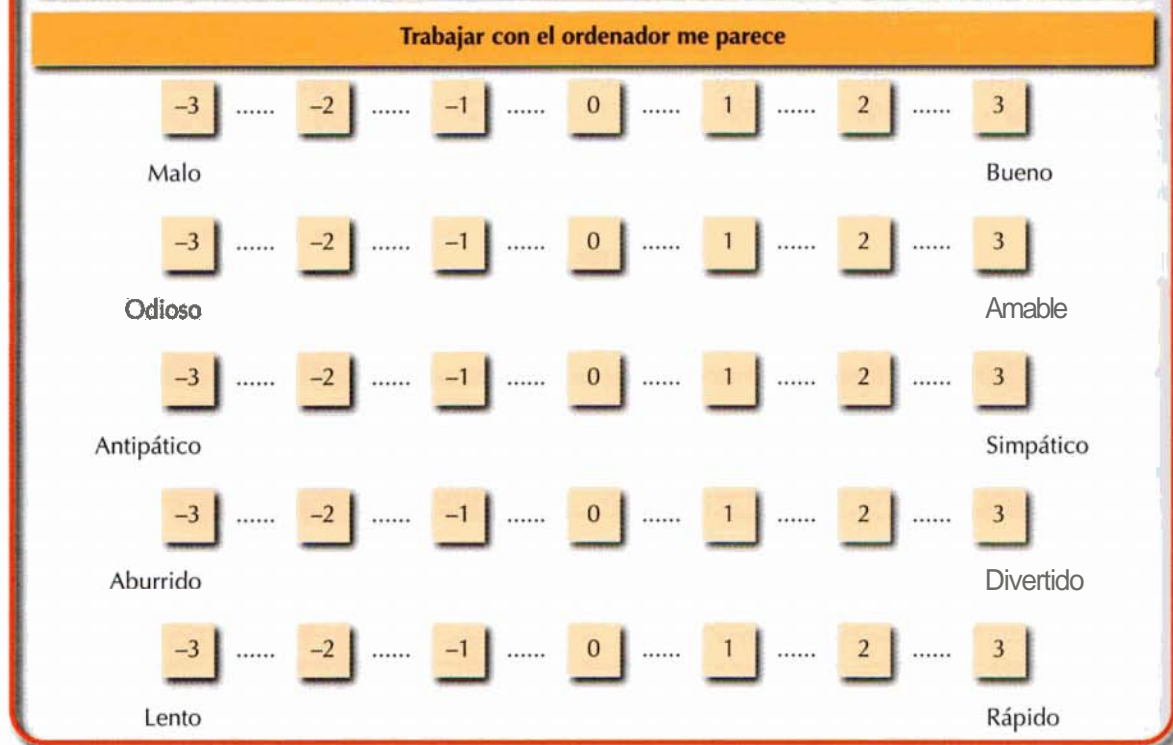 Trabajar con el ordenador me parece
–3 ...... –2 ...... –1 ...... 0 ...... 1 ...... 2 ...... 3
Malo Bueno
–3 ...... –2 ...... –1 ...... 0 ...... 1 ...... 2 ...... 3
Odioso Amable
–3 ...... –2 ...... –1 ...... 0 ...... 1 ...... 2 ...... 3
Antipático Simpático
–3 ...... –2 ...... –1 ...... 0 ...... 1 ...... 2 ...... 3
Aburrido Divertido
–3 ...... –2 ...... –1 ...... 0 ...... 1 ...... 2 ...... 3
Lento Rápido